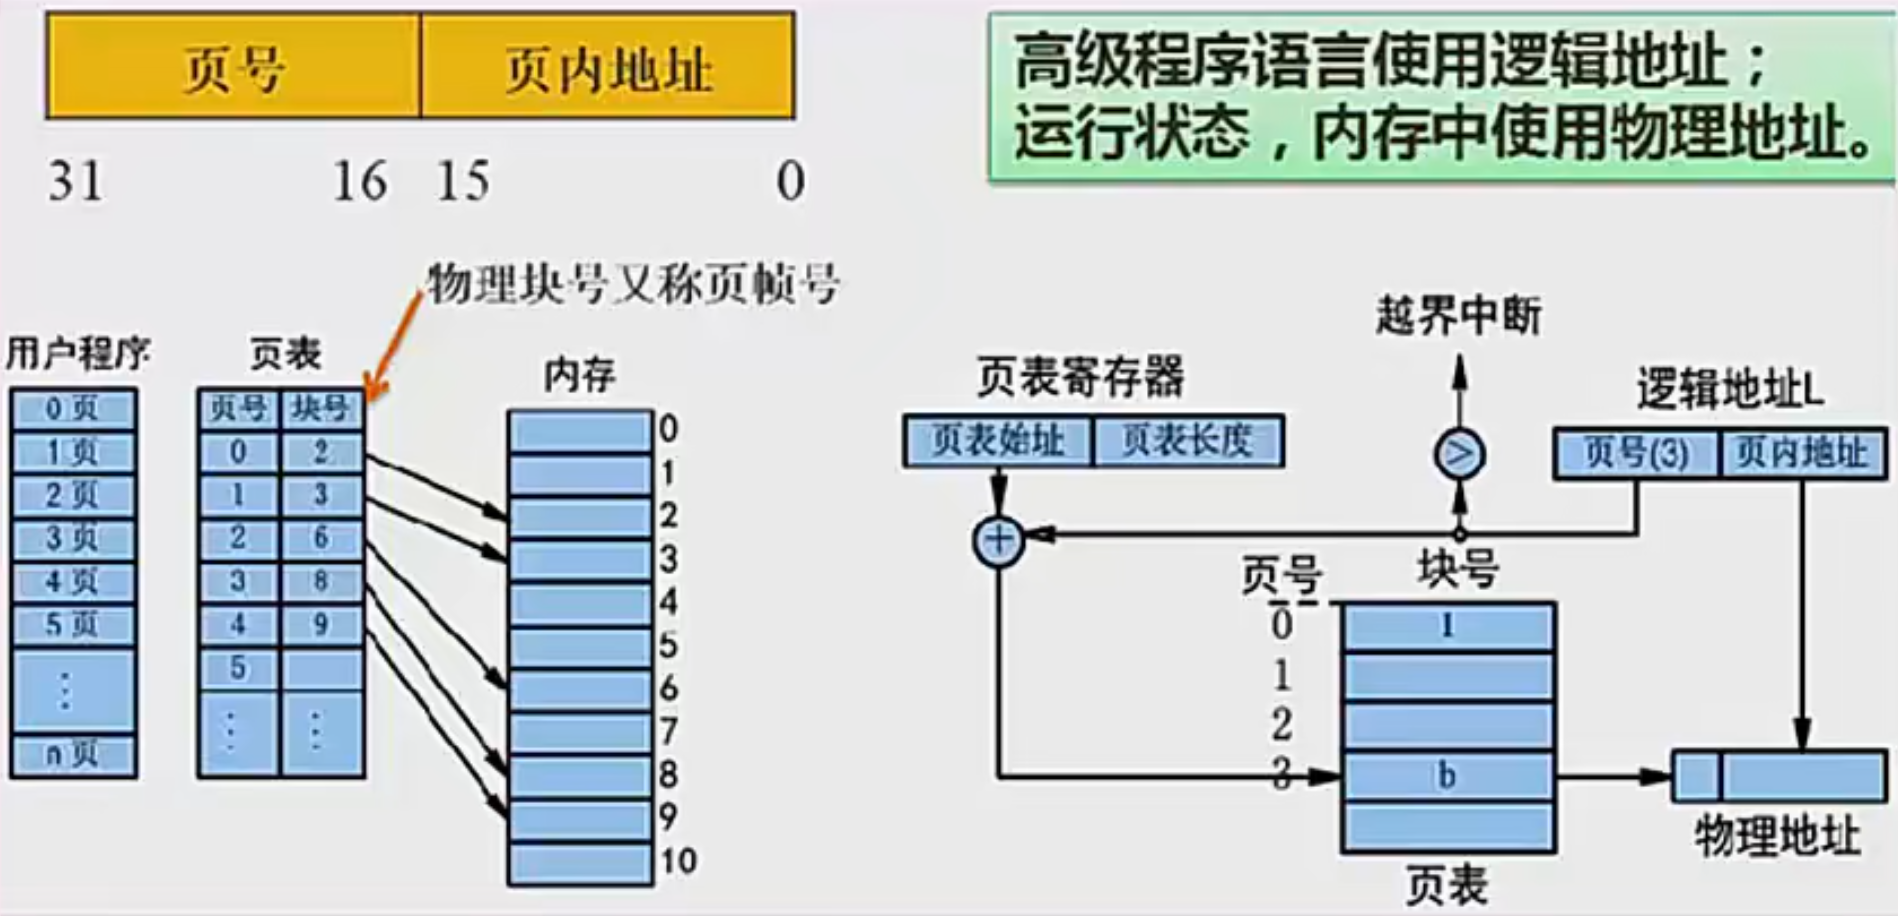 页号 页内地址
31 16 15 0
高级程序语言使用逻辑地址；
运行状态，内存中使用物理地址。
物理块号又称页帧号
用户程序
0 页
1 页
2 页
3 页
4 页
5 页
⋮
n 页
页表
页号 块号
0 2
1 3
2 6
3 8
4 9
5
⋮ ⋮
内存
0
1
2
3
4
5
6
7
8
9
10
越界中断
页表寄存器
页表始址 页表长度
>
逻辑地址L
页号(3) 页内地址
+
页号 块号
0 1
1
2
3 b
页表
物理地址